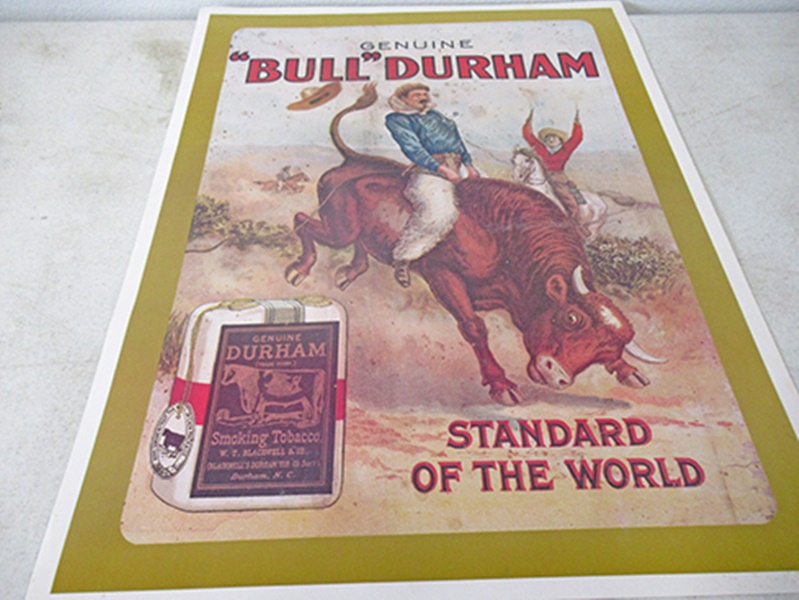 GENUINE
"BULL" DURHAM
GENUINE
DURHAM
Smoking Tobacco.
W. T. BLACKWELL & CO.
Durham, N. C.
STANDARD
OF THE WORLD